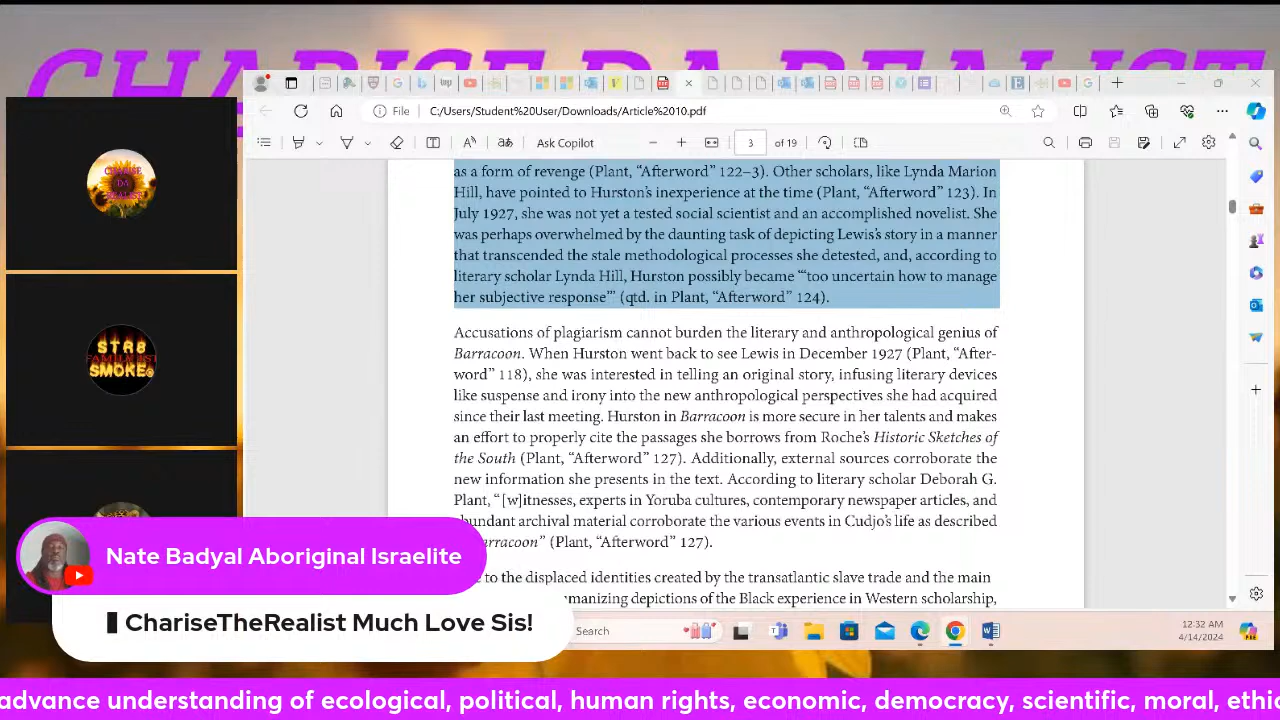 CHARISE DA REALIST
File
C:/Users/Student%20User/Downloads/Article%2010.pdf
Ask Copilot
3
of 19
CHARISE
DA
REALIST
as a form of revenge (Plant, “Afterword” 122–3). Other scholars, like Lynda Marion
Hill, have pointed to Hurston’s inexperience at the time (Plant, “Afterword” 123). In
July 1927, she was not yet a tested social scientist and an accomplished novelist. She
was perhaps overwhelmed by the daunting task of depicting Lewis’s story in a manner
that transcended the stale methodological processes she detested, and, according to
literary scholar Lynda Hill, Hurston possibly became “‘too uncertain how to manage
her subjective response’” (qtd. in Plant, “Afterword” 124).
STR8
FAMILY
SMOKE
Accusations of plagiarism cannot burden the literary and anthropological genius of
Barracoon. When Hurston went back to see Lewis in December 1927 (Plant, “After-
word” 118), she was interested in telling an original story, infusing literary devices
like suspense and irony into the new anthropological perspectives she had acquired
since their last meeting. Hurston in Barracoon is more secure in her talents and makes
an effort to properly cite the passages she borrows from Roche’s Historic Sketches of
the South (Plant, “Afterword” 127). Additionally, external sources corroborate the
new information she presents in the text. According to literary scholar Deborah G.
Plant, “[w]itnesses, experts in Yoruba cultures, contemporary newspaper articles, and
abundant archival material corroborate the various events in Cudjo’s life as described
arracoon” (Plant, “Afterword” 127).
to the displaced identities created by the transatlantic slave trade and the main
umanizing depictions of the Black experience in Western scholarship,
Nate Badyal Aboriginal Israelite
ChariseTheRealist Much Love Sis!
Search
12:32 AM
4/14/2024
advance understanding of ecological, political, human rights, economic, democracy, scientific, moral, ethic